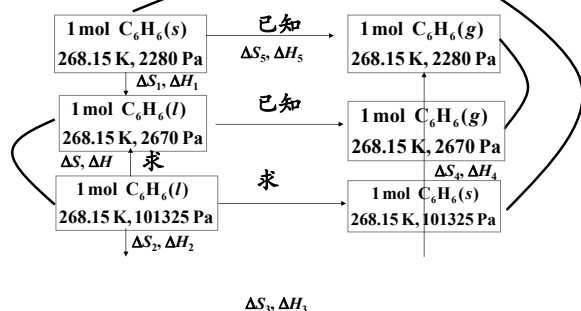 1 mol C₆H₆(s)
268.15 K, 2280 Pa
已知
ΔS₅, ΔH₅
1 mol C₆H₆(g)
268.15 K, 2280 Pa
ΔS₁, ΔH₁
1 mol C₆H₆(l)
268.15 K, 2670 Pa
已知
1 mol C₆H₆(g)
268.15 K, 2670 Pa
ΔS, ΔH
求
ΔS₄, ΔH₄
1 mol C₆H₆(l)
268.15 K, 101325 Pa
求
1 mol C₆H₆(s)
268.15 K, 101325 Pa
ΔS₂, ΔH₂
ΔS₃, ΔH₃